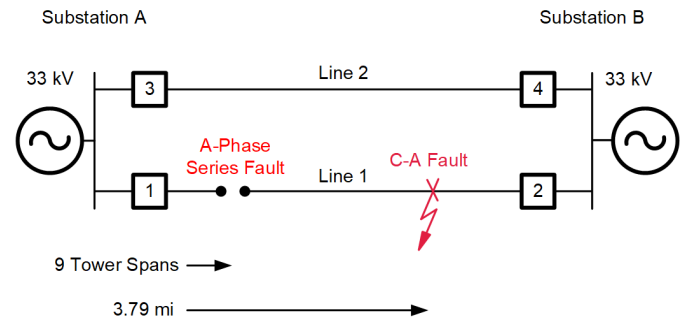 Substation A
Substation B
33 kV
3
Line 2
4
33 kV
A-Phase
Series Fault
C-A Fault
1
Line 1
2
9 Tower Spans
3.79 mi